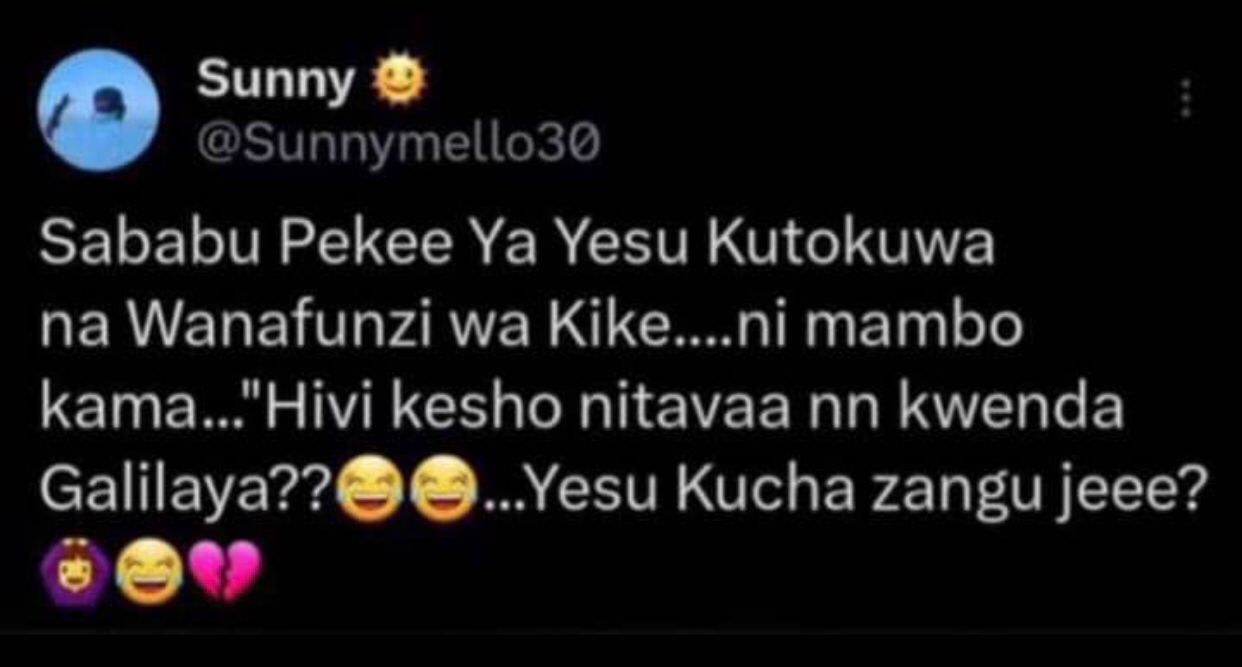 Sunny 🌞
@Sunnymello30
Sababu Pekee Ya Yesu Kutokuwa
na Wanafunzi wa Kike....ni mambo
kama..."Hivi kesho nitavaa nn kwenda
Galilaya??😂😂...Yesu Kucha zangu jeee?
🙆‍♀️😂💔